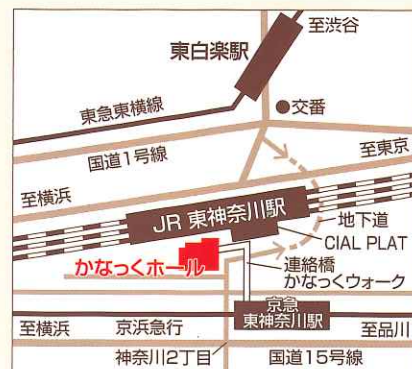 至渋谷
東白楽駅
東急東横線
●交番
国道1号線
至東京
至横浜
JR 東神奈川駅
地下道
CIAL PLAT
かなっくホール
連絡橋
かなっくウォーク
京急
東神奈川駅
至横浜
京浜急行
至品川
神奈川2丁目
国道15号線